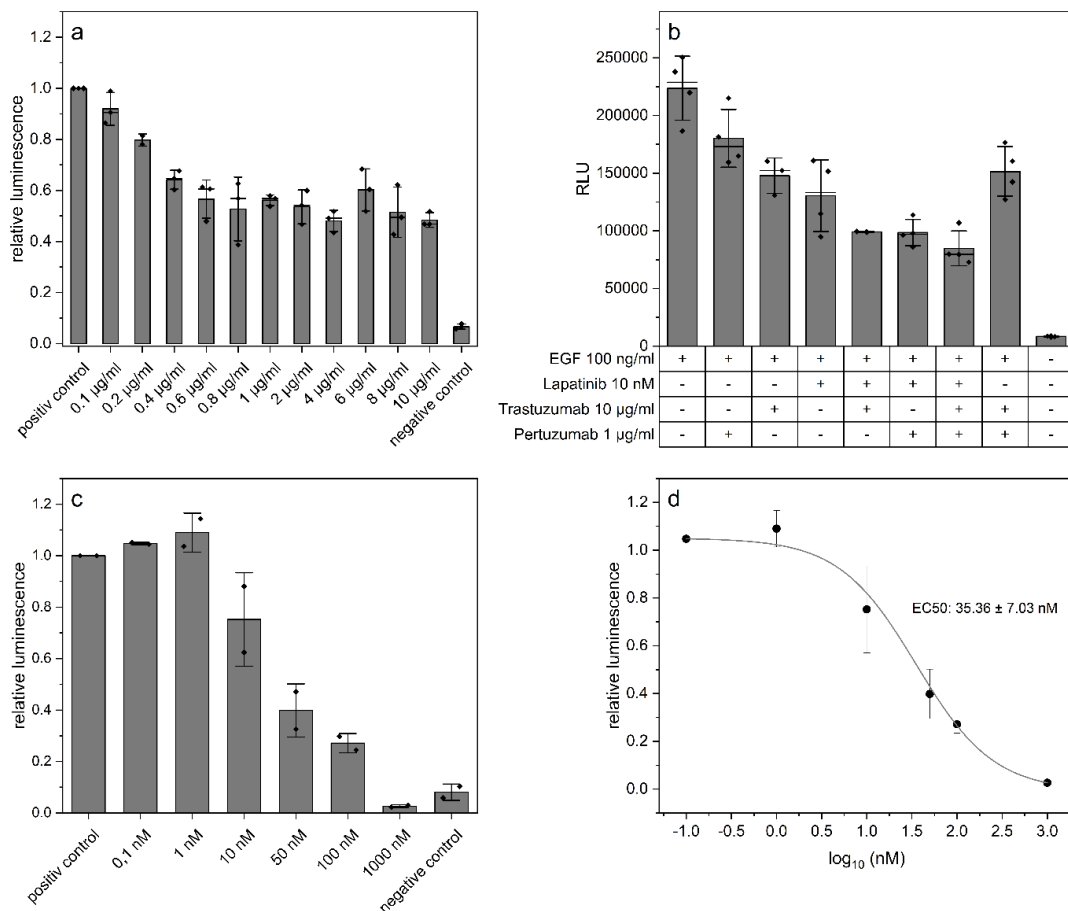 a
1.2
1.0
0.8
0.6
0.4
0.2
0.0
relative luminescence
positiv control
0.1 µg/ml
0.2 µg/ml
0.4 µg/ml
0.6 µg/ml
0.8 µg/ml
1 µg/ml
2 µg/ml
4 µg/ml
6 µg/ml
8 µg/ml
10 µg/ml
negative control
b
250000
200000
150000
100000
50000
0
RLU
EGF 100 ng/ml + + + + + + + + -
Lapatinib 10 nM - - - + + + + - -
Trastuzumab 10 µg/ml - - + - + - + + -
Pertuzumab 1 µg/ml - + - - - + + + -
c
1.2
1.0
0.8
0.6
0.4
0.2
0.0
relative luminescence
positiv control
0,1 nM
1 nM
10 nM
50 nM
100 nM
1000 nM
negative control
d
1.2
1.0
0.8
0.6
0.4
0.2
0.0
relative luminescence
EC50: 35.36 ± 7.03 nM
-1.0 -0.5 0.0 0.5 1.0 1.5 2.0 2.5 3.0
log10 (nM)